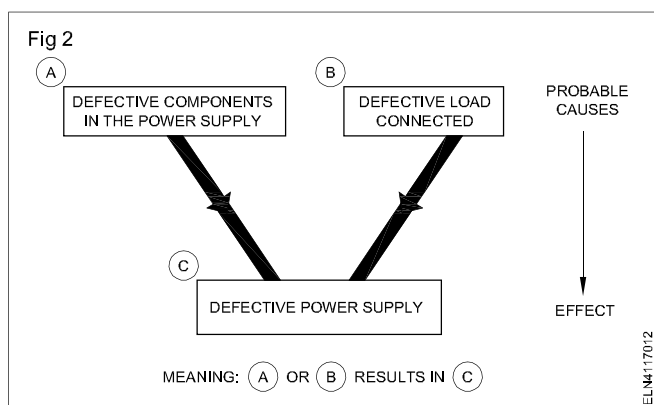 Fig 2
A
DEFECTIVE COMPONENTS
IN THE POWER SUPPLY
B
DEFECTIVE LOAD
CONNECTED
PROBABLE
CAUSES
C
DEFECTIVE POWER SUPPLY
EFFECT
MEANING: A OR B RESULTS IN C
ELN4117012